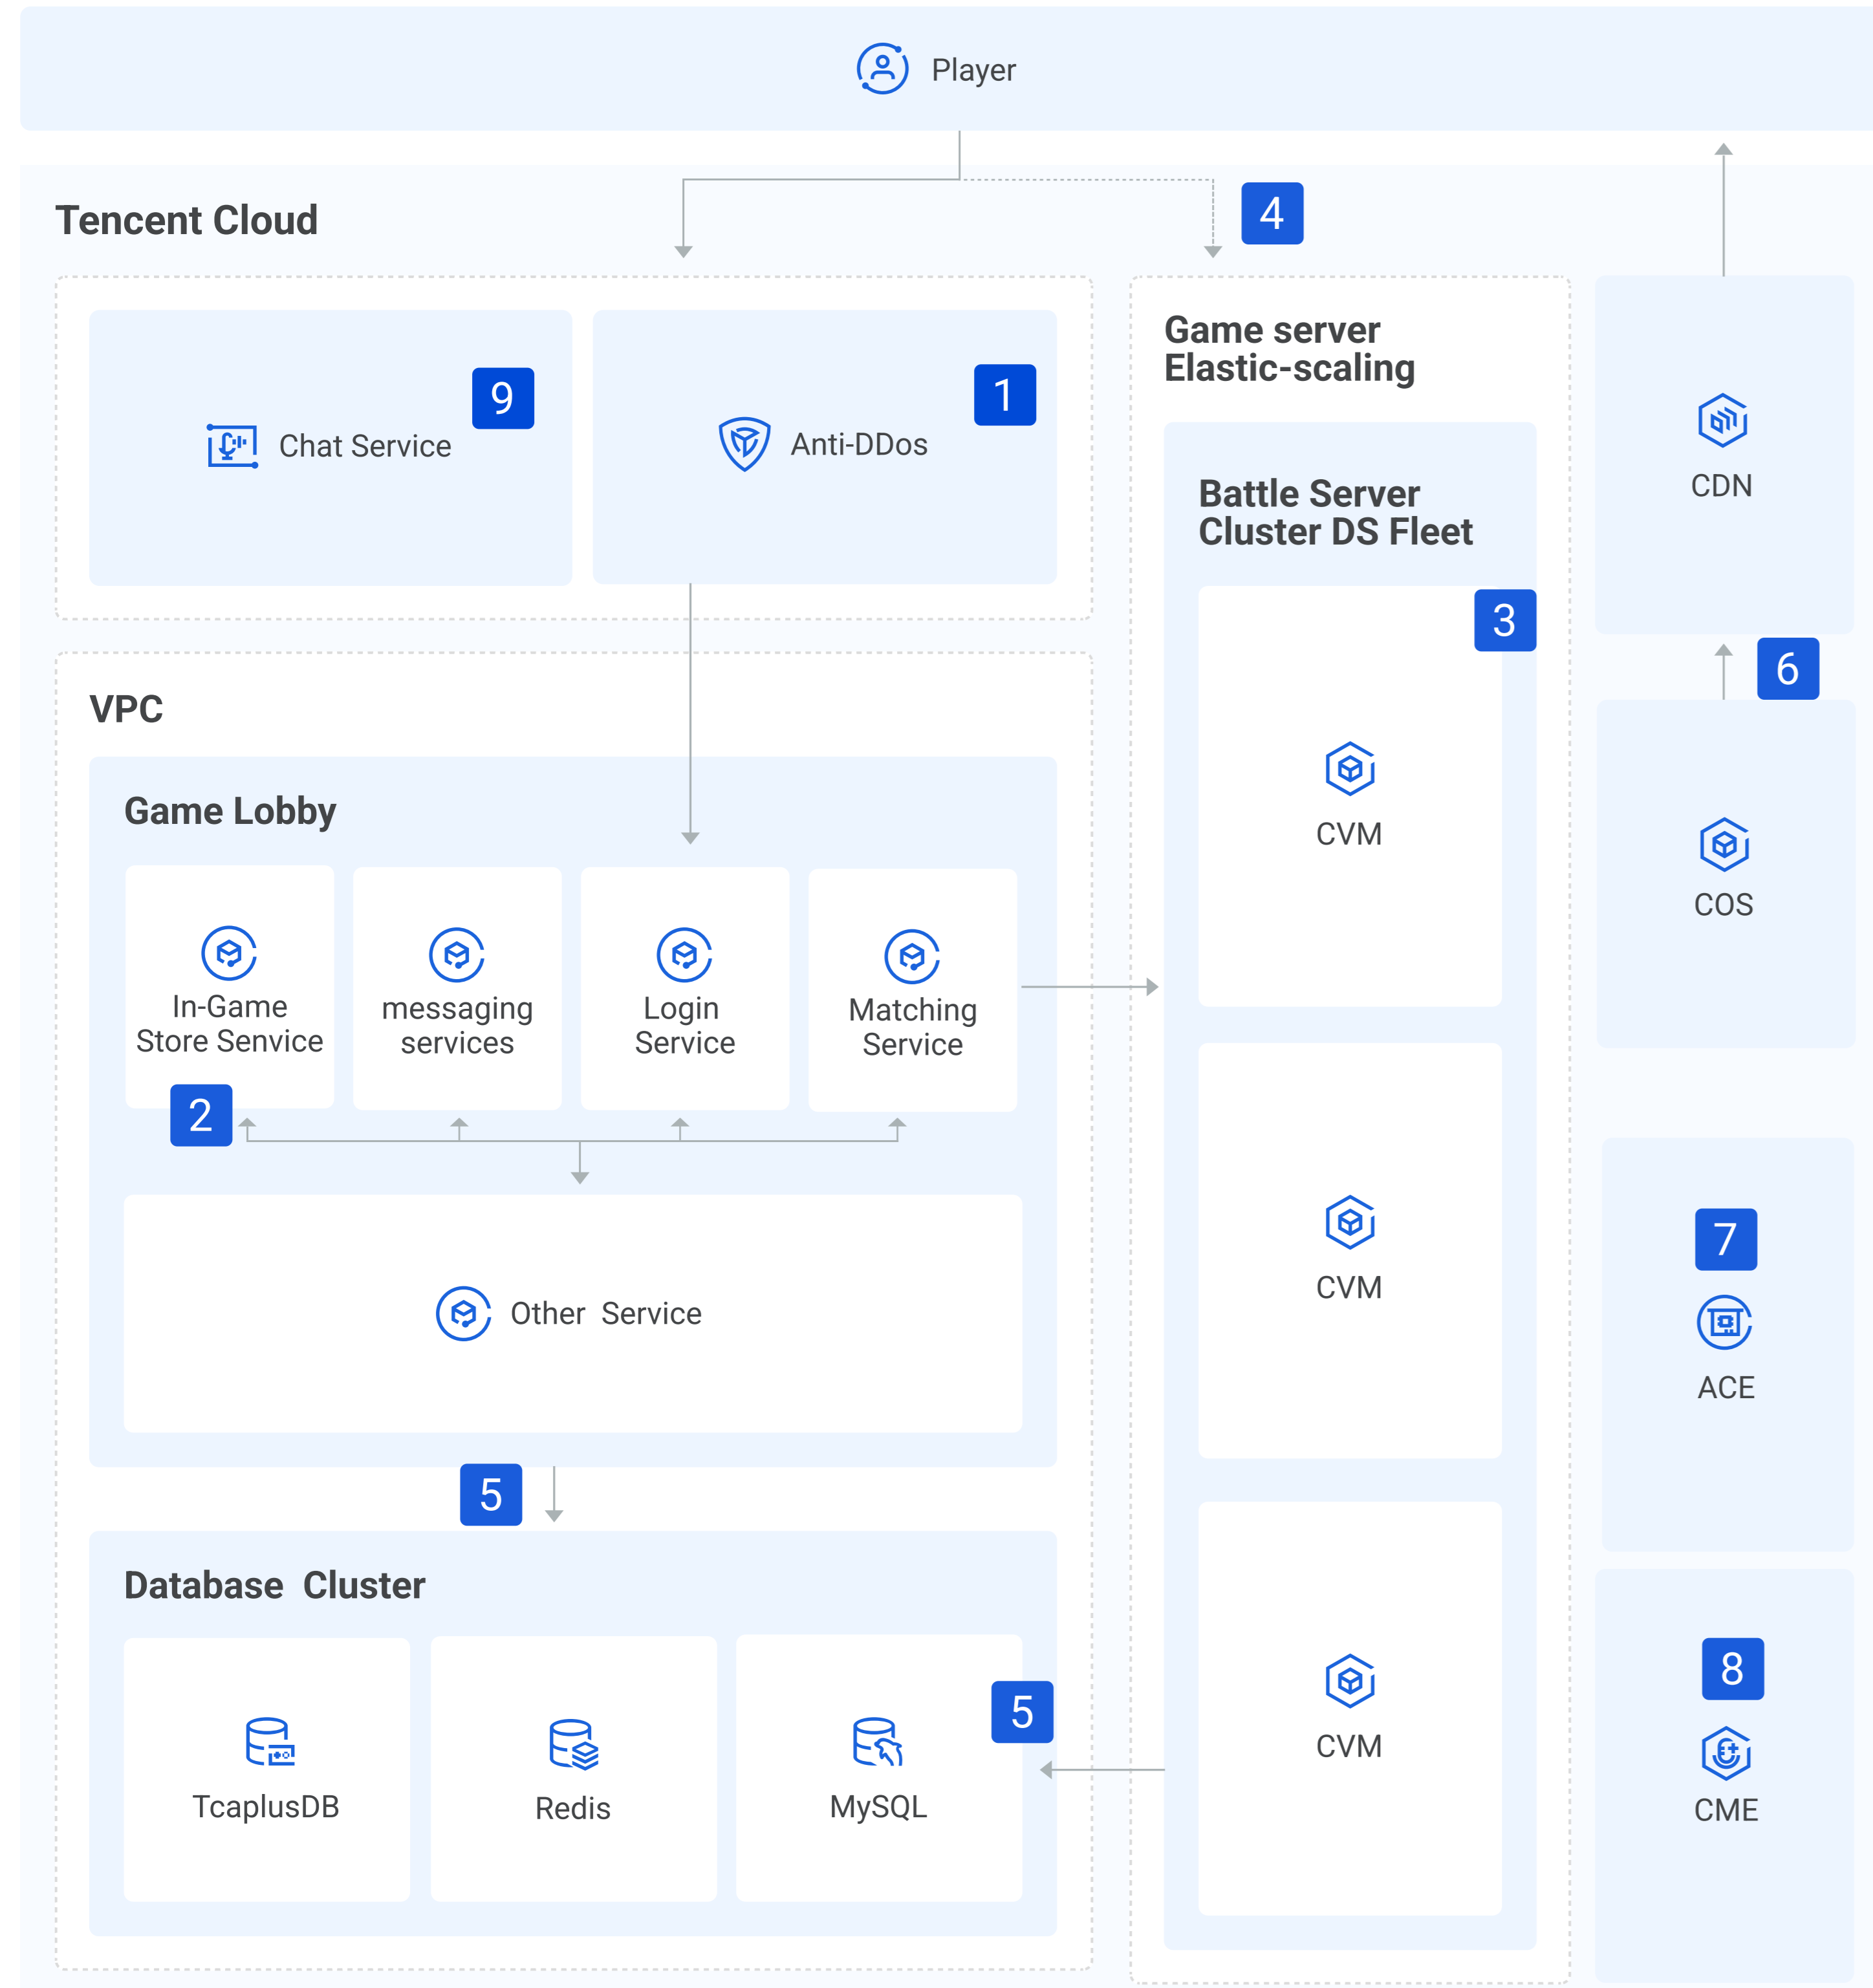 Player
Tencent Cloud
4
9
Chat Service
1
Anti-DDos
Game server
Elastic-scaling
Battle Server
Cluster DS Fleet
3
CVM
CVM
CVM
CDN
6
COS
7
ACE
8
CME
VPC
Game Lobby
In-Game
Store Senvice
messaging
services
Login
Service
Matching
Service
2
Other Service
5
Database Cluster
TcaplusDB
Redis
MySQL
5